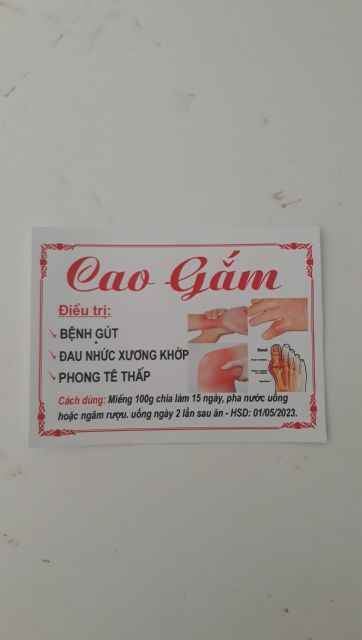 Cao Gắm
Điều trị:
BỆNH GÚT
ĐAU NHỨC XƯƠNG KHỚP
PHONG TÊ THẤP
Gout
Cách dùng: Miếng 100g chia làm 15 ngày, pha nước uống
hoặc ngâm rượu. uống ngày 2 lần sau ăn - HSD: 01/05/2023.